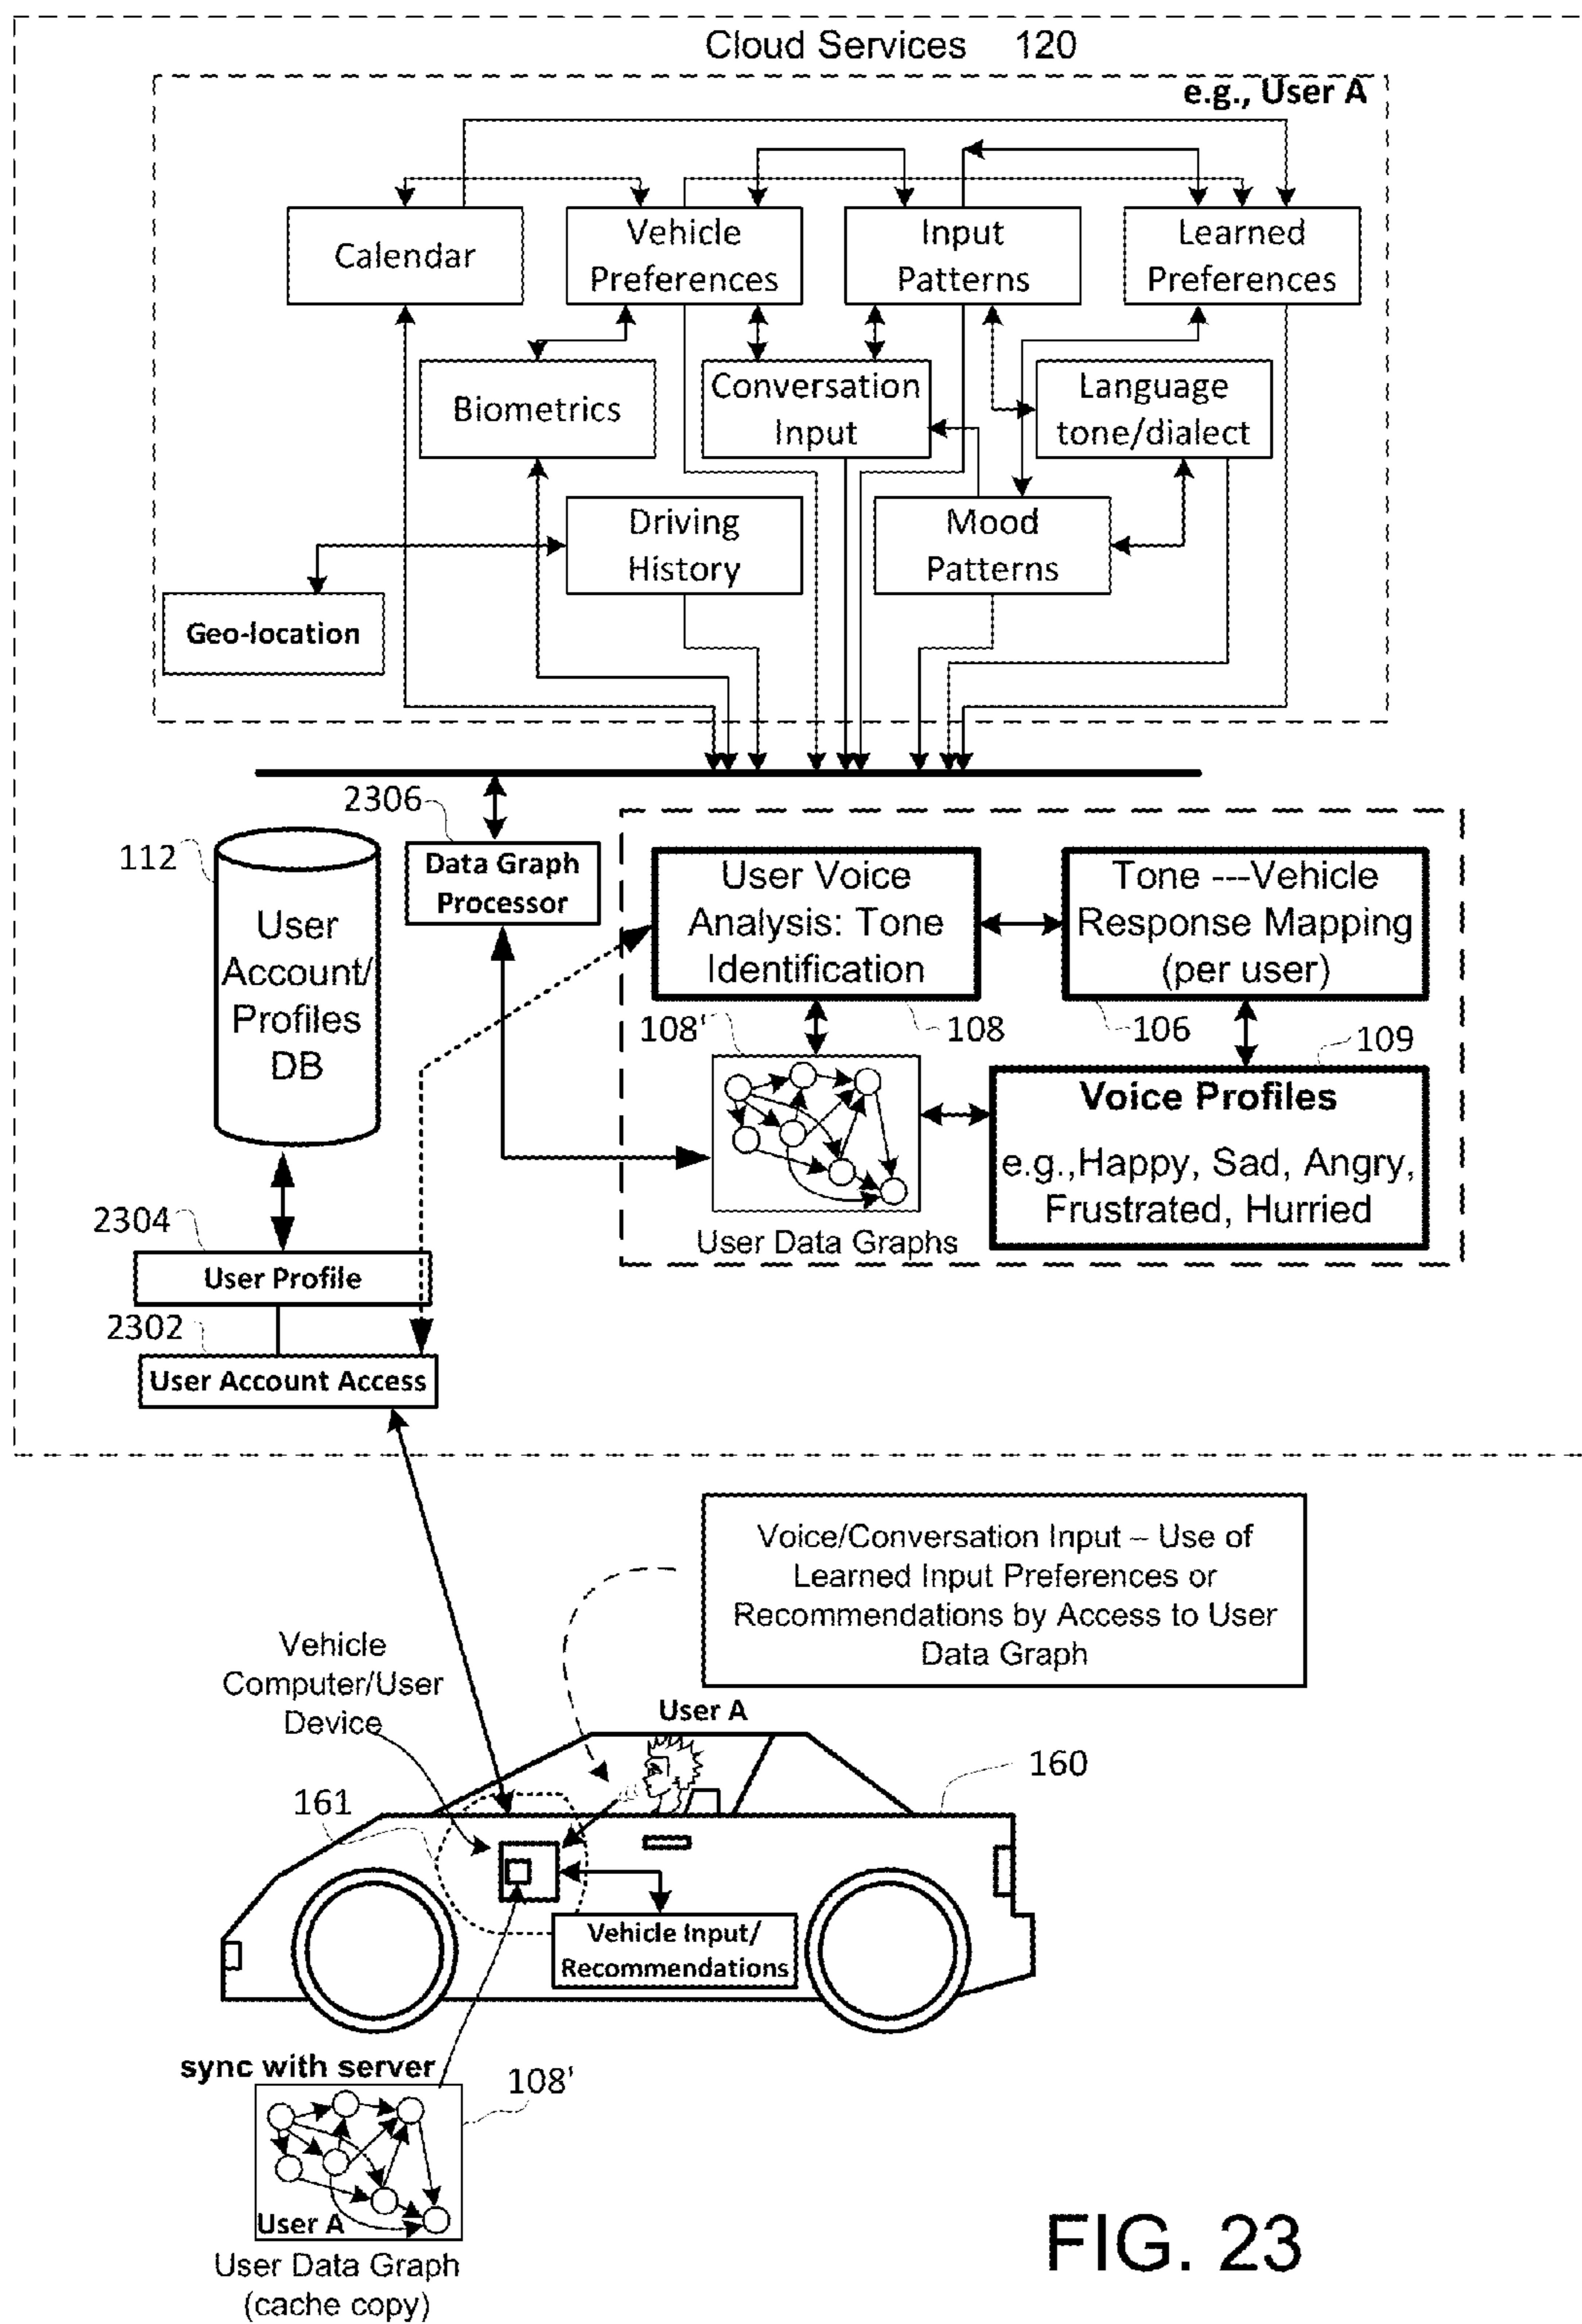 Cloud Services 120
e.g., User A
Calendar
Vehicle
Preferences
Input
Patterns
Learned
Preferences
Biometrics
Conversation
Input
Language
tone/dialect
Driving
History
Mood
Patterns
Geo-location
2306
112
User
Account/
Profiles
DB
Data Graph
Processor
User Voice
Analysis: Tone
Identification
Tone ---Vehicle
Response Mapping
(per user)
108'
108
106
109
Voice Profiles
e.g.,Happy, Sad, Angry,
Frustrated, Hurried
User Data Graphs
2304
User Profile
2302
User Account Access
Voice/Conversation Input – Use of
Learned Input Preferences or
Recommendations by Access to User
Data Graph
Vehicle
Computer/User
Device
User A
160
161
Vehicle Input/
Recommendations
sync with server
108'
User A
User Data Graph
(cache copy)
FIG. 23